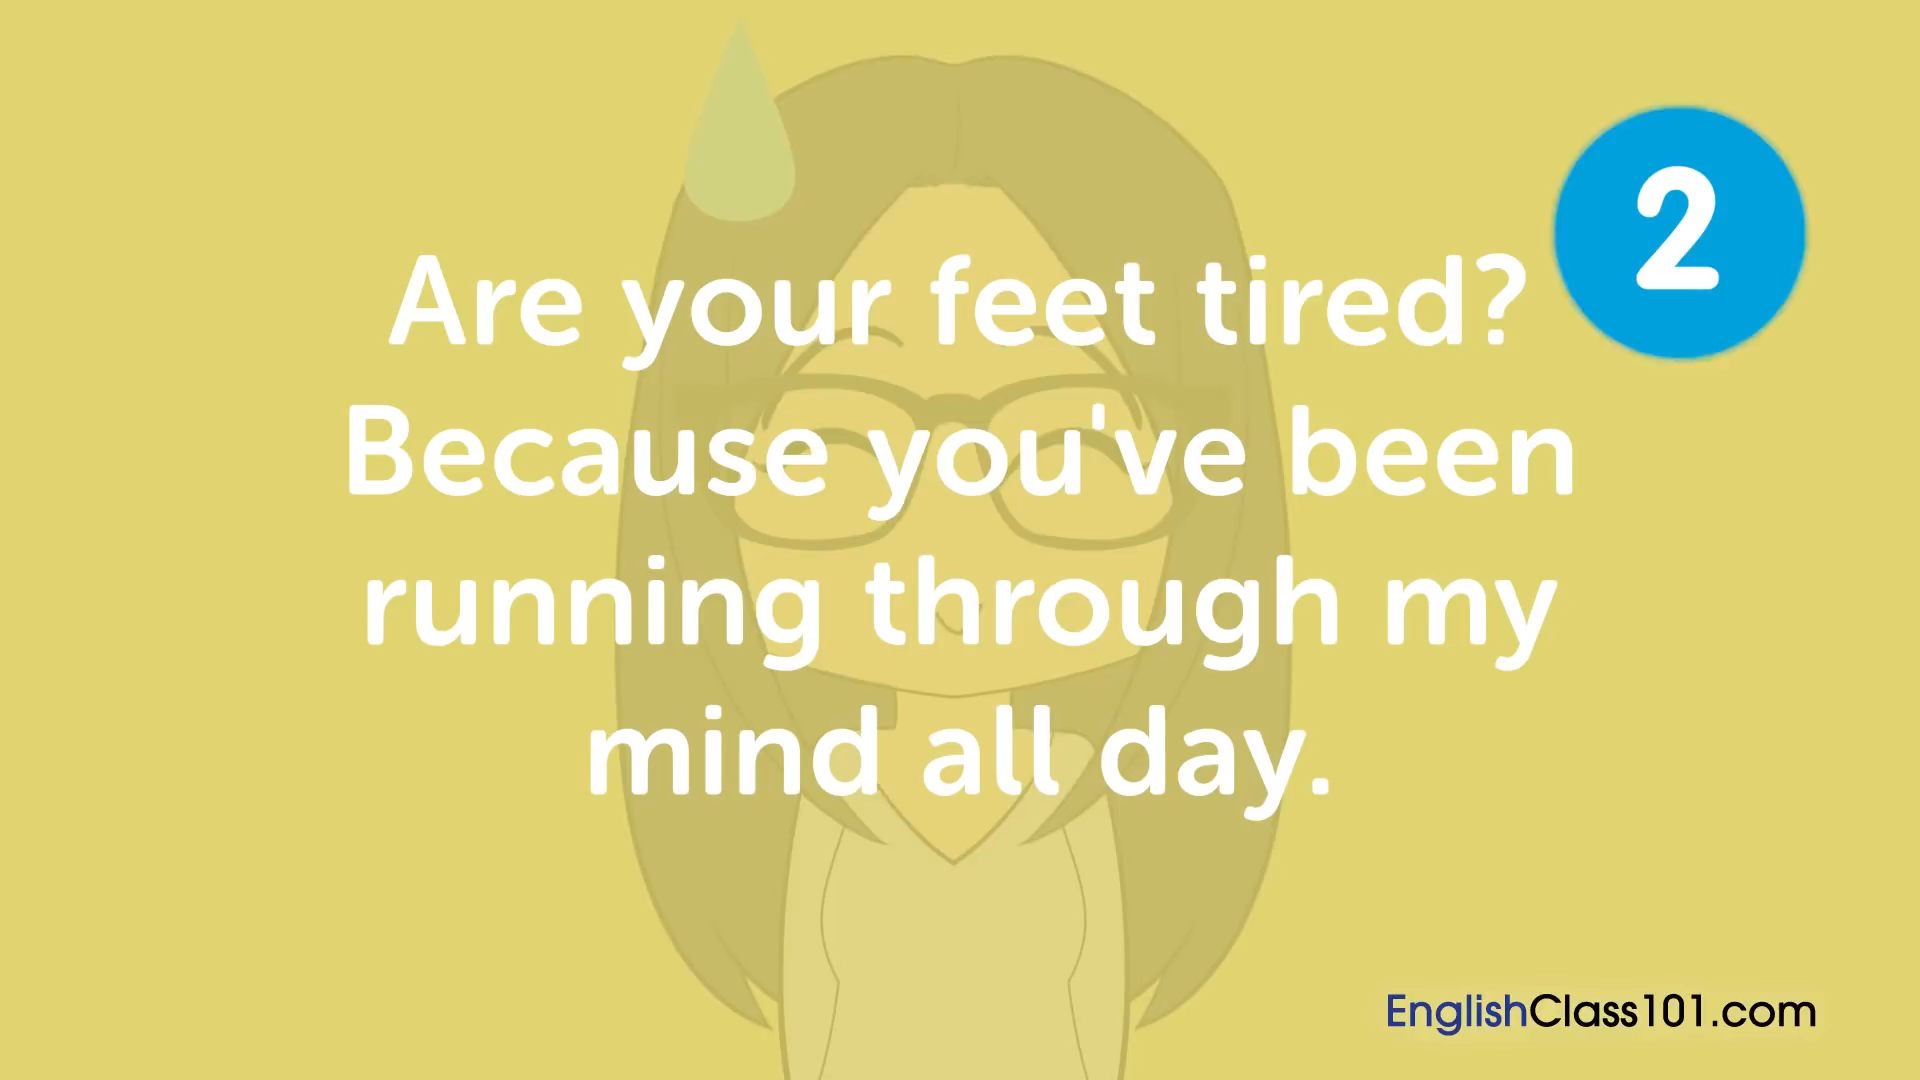 2
Are your feet tired?
Because you've been
running through my
mind all day.
EnglishClass101.com